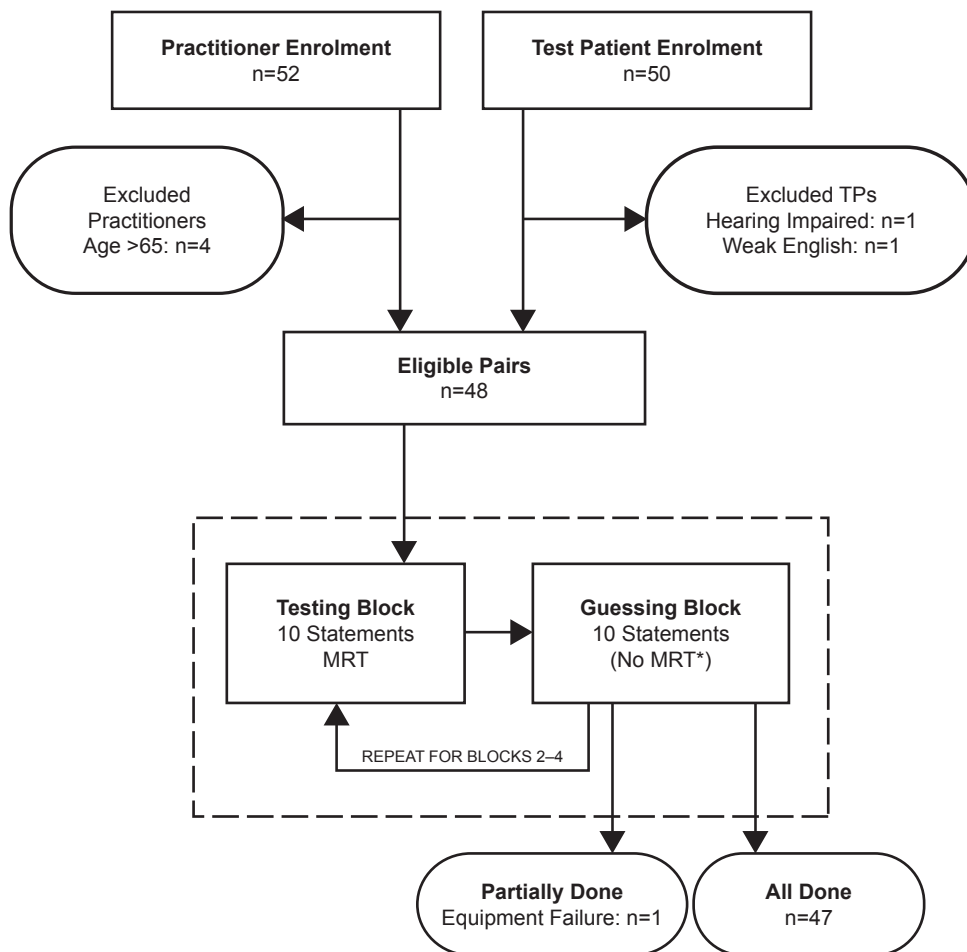 Practitioner Enrolment
n=52
Test Patient Enrolment
n=50
Excluded
Practitioners
Age >65: n=4
Excluded TPs
Hearing Impaired: n=1
Weak English: n=1
Eligible Pairs
n=48
Testing Block
10 Statements
MRT
Guessing Block
10 Statements
(No MRT*)
REPEAT FOR BLOCKS 2–4
Partially Done
Equipment Failure: n=1
All Done
n=47